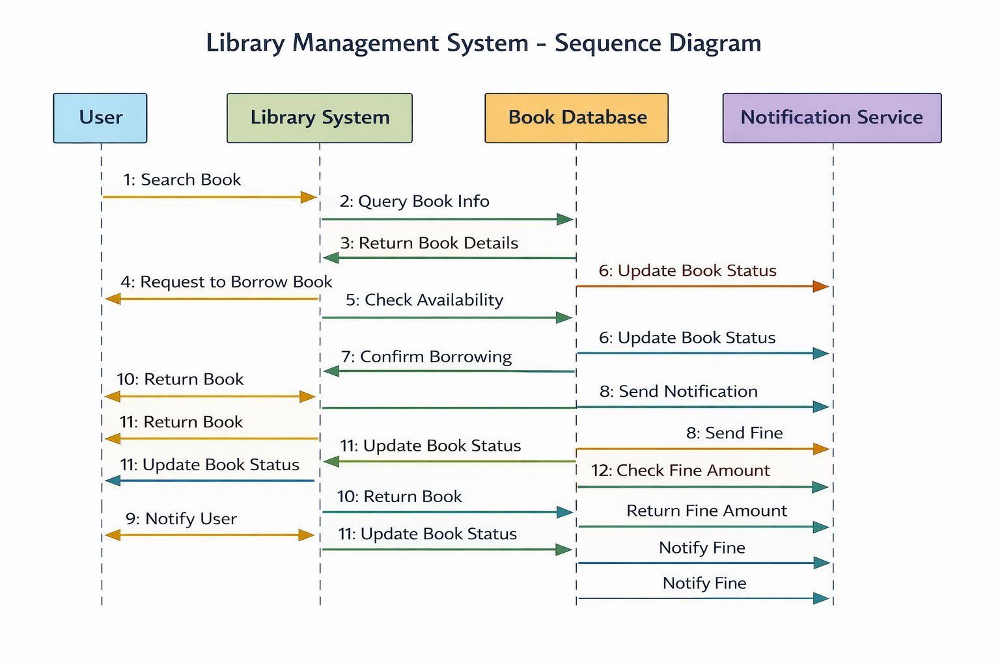 Library Management System - Sequence Diagram
User
Library System
Book Database
Notification Service
1: Search Book
2: Query Book Info
3: Return Book Details
6: Update Book Status
4: Request to Borrow Book
5: Check Availability
6: Update Book Status
7: Confirm Borrowing
10: Return Book
8: Send Notification
11: Return Book
8: Send Fine
11: Update Book Status
11: Update Book Status
12: Check Fine Amount
10: Return Book
Return Fine Amount
9: Notify User
11: Update Book Status
Notify Fine
Notify Fine